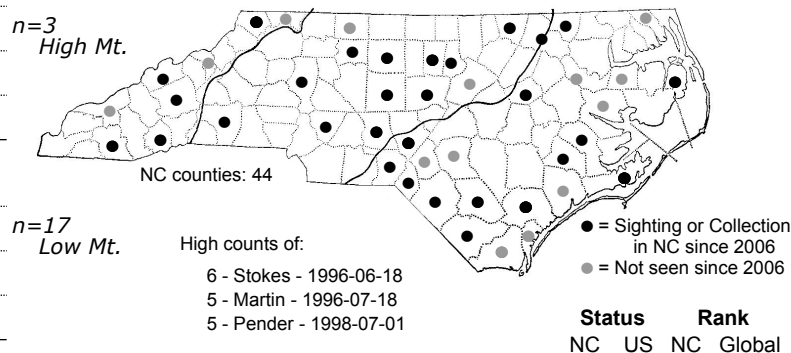 n=3
High Mt.
NC counties: 44
n=17
Low Mt.
High counts of:
6 - Stokes - 1996-06-18
5 - Martin - 1996-07-18
5 - Pender - 1998-07-01
= Sighting or Collection
in NC since 2006
= Not seen since 2006
Status Rank
NC US NC Global